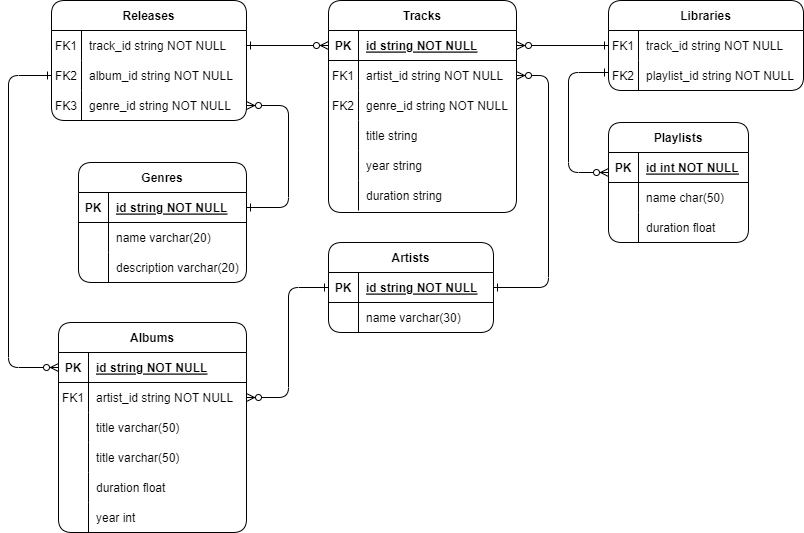 Releases
FK1 track_id string NOT NULL
FK2 album_id string NOT NULL
FK3 genre_id string NOT NULL
Tracks
PK id string NOT NULL
FK1 artist_id string NOT NULL
FK2 genre_id string NOT NULL
title string
year string
duration string
Libraries
FK1 track_id string NOT NULL
FK2 playlist_id string NOT NULL
Playlists
PK id int NOT NULL
name char(50)
duration float
Genres
PK id string NOT NULL
name varchar(20)
description varchar(20)
Artists
PK id string NOT NULL
name varchar(30)
Albums
PK id string NOT NULL
FK1 artist_id string NOT NULL
title varchar(50)
title varchar(50)
duration float
year int